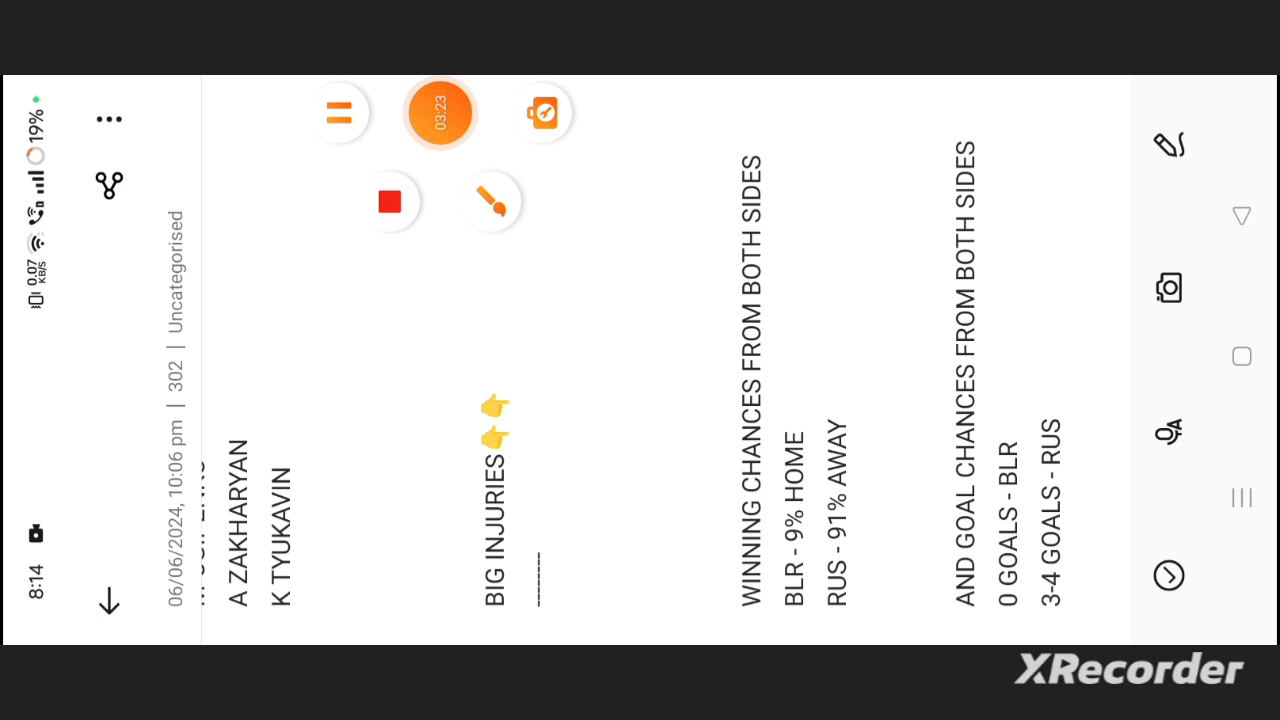 8:14
0.07
KB/S
19%
06/06/2024, 10:06 pm | 302 | Uncategorised
A ZAKHARYAN
K TYUKAVIN
BIG INJURIES👉👉
________
WINNING CHANCES FROM BOTH SIDES
BLR - 9% HOME
RUS - 91% AWAY
AND GOAL CHANCES FROM BOTH SIDES
0 GOALS - BLR
3-4 GOALS - RUS
03:23
XRecorder